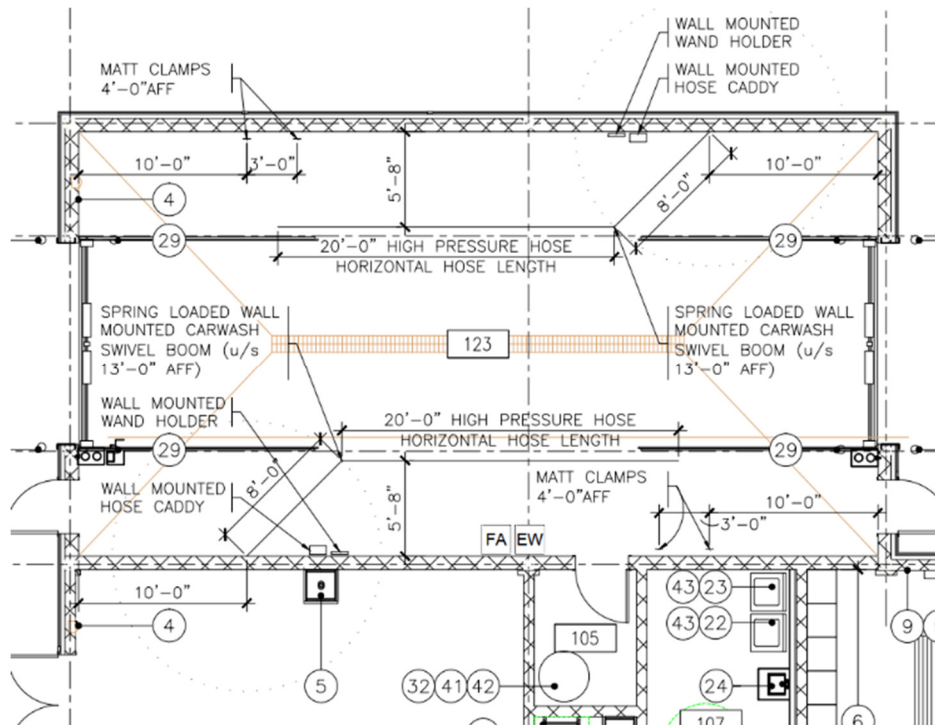 WALL MOUNTED
WAND HOLDER
MATT CLAMPS
4'-0"AFF
WALL MOUNTED
HOSE CADDY
10'-0"
3'-0"
5'-8"
8'-0"
10'-0"
4
29
29
20'-0" HIGH PRESSURE HOSE
HORIZONTAL HOSE LENGTH
SPRING LOADED WALL
MOUNTED CARWASH
SWIVEL BOOM (u/s
13'-0" AFF)
123
SPRING LOADED WALL
MOUNTED CARWASH
SWIVEL BOOM (u/s
13'-0" AFF)
WALL MOUNTED
WAND HOLDER
20'-0" HIGH PRESSURE HOSE
HORIZONTAL HOSE LENGTH
29
29
WALL MOUNTED
HOSE CADDY
8'-0"
5'-8"
MATT CLAMPS
4'-0"AFF
10'-0"
3'-0"
FA
EW
10'-0"
4
5
105
32
41
42
43
23
43
22
24
9
107
6